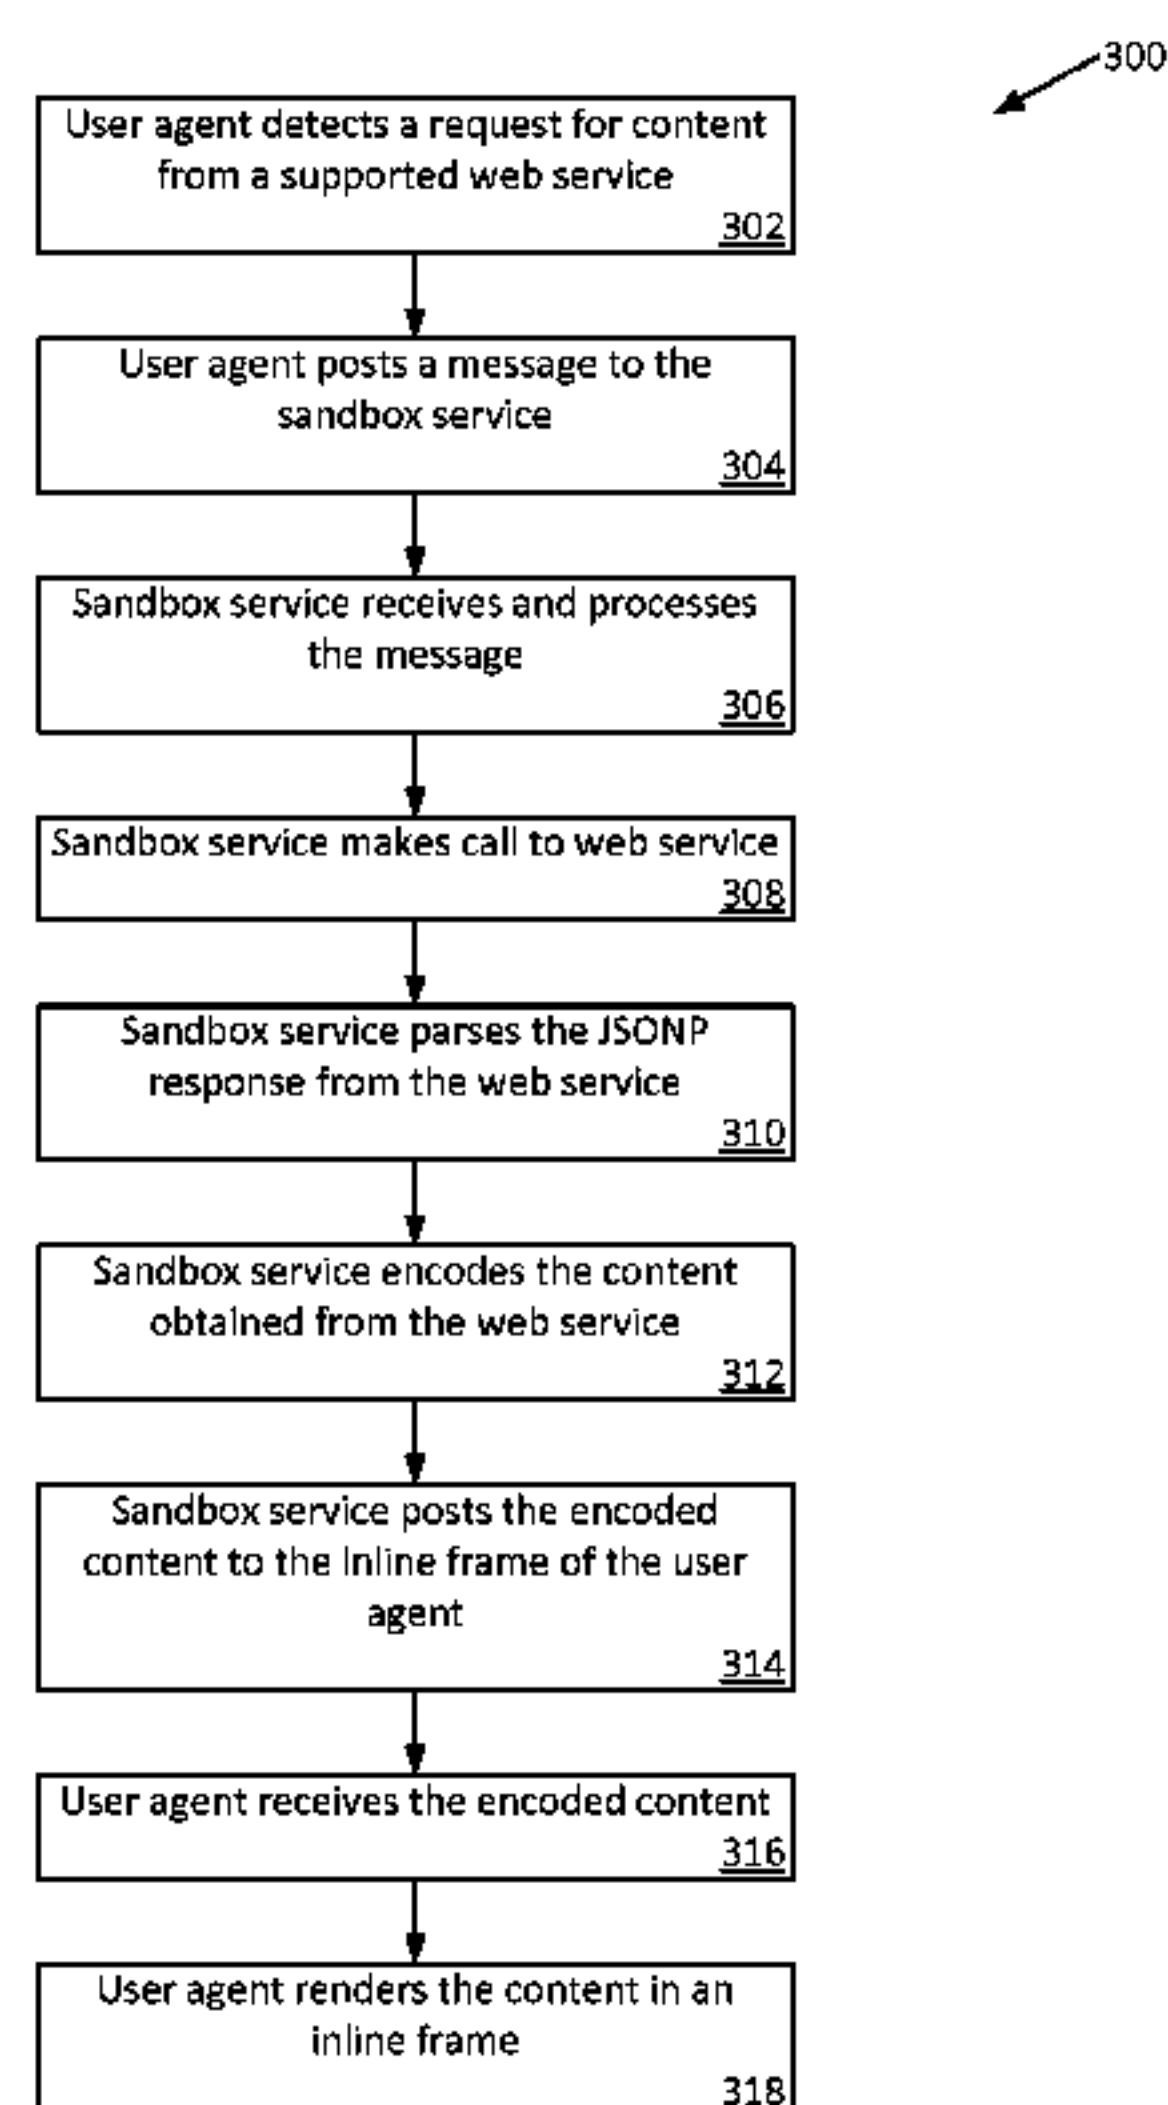 300
User agent detects a request for content
from a supported web service
302
User agent posts a message to the
sandbox service
304
Sandbox service receives and processes
the message
306
Sandbox service makes call to web service
308
Sandbox service parses the JSONP
response from the web service
310
Sandbox service encodes the content
obtained from the web service
312
Sandbox service posts the encoded
content to the inline frame of the user
agent
314
User agent receives the encoded content
316
User agent renders the content in an
inline frame
318